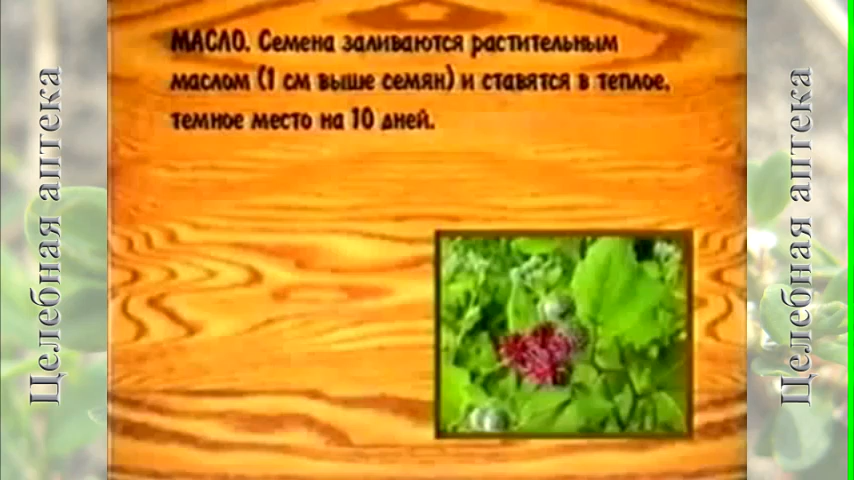 МАСЛО. Семена заливаются растительным
маслом (1 см выше семян) и ставятся в теплое,
темное место на 10 дней.
Целебная аптека
Целебная аптека